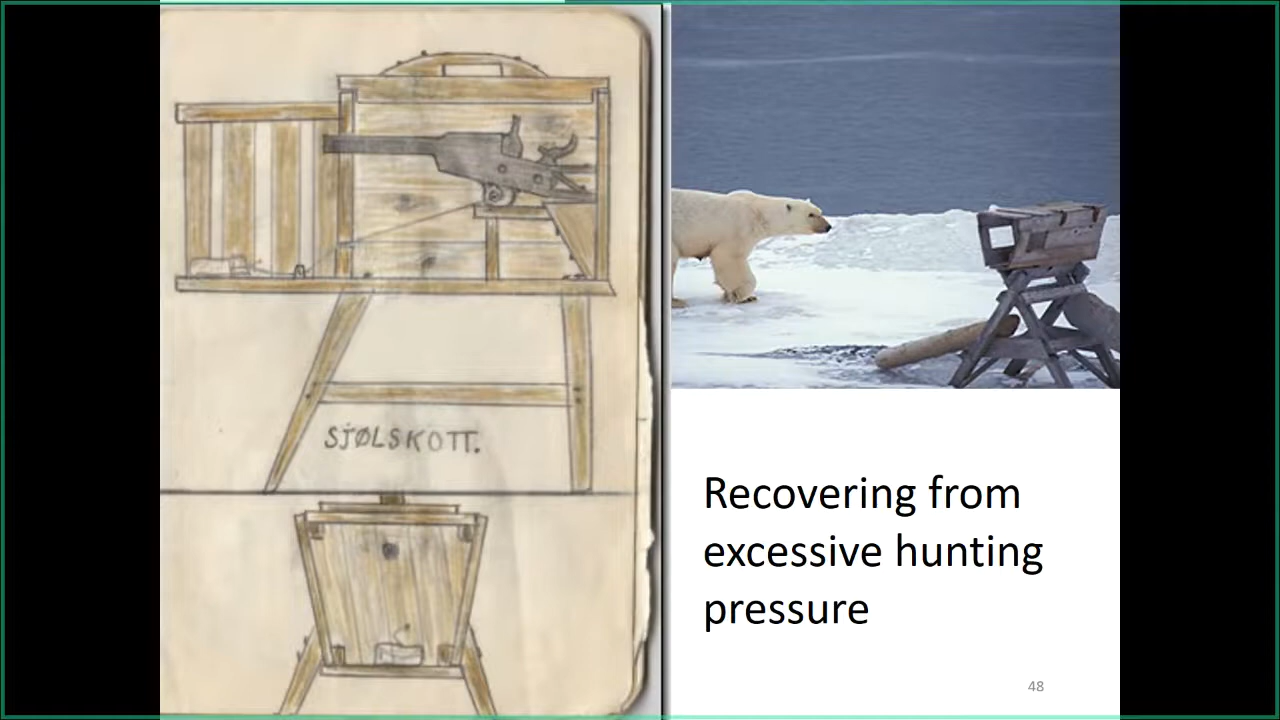 SJØLSKOTT.
Recovering from
excessive hunting
pressure
48